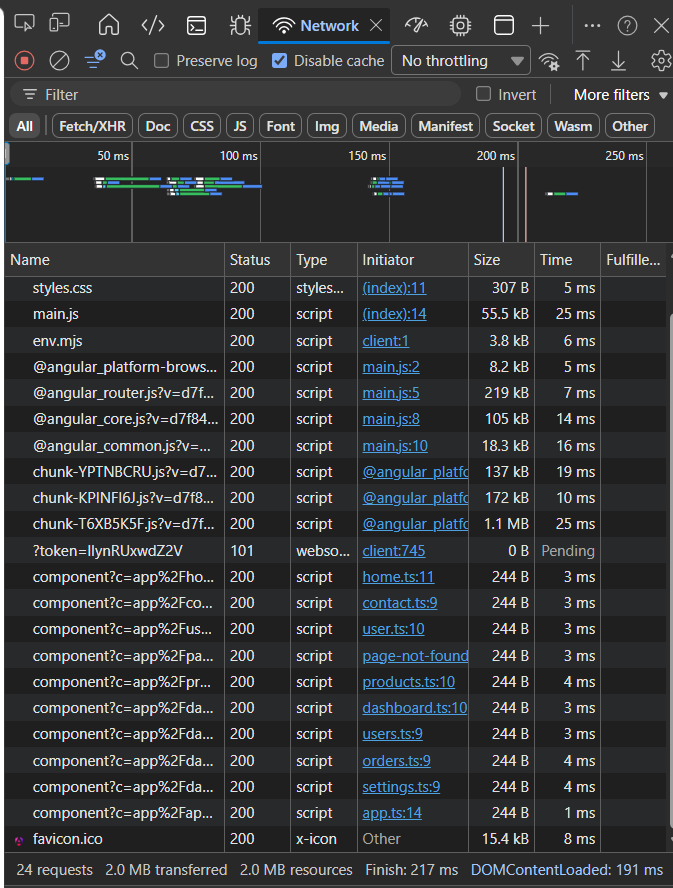 Network
Preserve log Disable cache No throttling
Filter Invert More filters
All Fetch/XHR Doc CSS JS Font Img Media Manifest Socket Wasm Other
50 ms 100 ms 150 ms 200 ms 250 ms
Name Status Type Initiator Size Time Fulfille...
styles.css 200 styles... (index):11 307 B 5 ms
main.js 200 script (index):14 55.5 kB 25 ms
env.mjs 200 script client:1 3.8 kB 6 ms
@angular_platform-brows... 200 script main.js:2 8.2 kB 5 ms
@angular_router.js?v=d7f... 200 script main.js:5 219 kB 7 ms
@angular_core.js?v=d7f84... 200 script main.js:8 105 kB 14 ms
@angular_common.js?v=... 200 script main.js:10 18.3 kB 16 ms
chunk-YPTNBCRU.js?v=d7... 200 script @angular_platfo 137 kB 19 ms
chunk-KPINFI6J.js?v=d7f8... 200 script @angular_platfo 172 kB 10 ms
chunk-T6XB5K5F.js?v=d7f... 200 script @angular_platfo 1.1 MB 25 ms
?token=IlynRUxwdZ2V 101 webso... client:745 0 B Pending
component?c=app%2Fho... 200 script home.ts:11 244 B 3 ms
component?c=app%2Fco... 200 script contact.ts:9 244 B 3 ms
component?c=app%2Fus... 200 script user.ts:10 244 B 3 ms
component?c=app%2Fpa... 200 script page-not-found 244 B 3 ms
component?c=app%2Fpr... 200 script products.ts:10 244 B 4 ms
component?c=app%2Fda... 200 script dashboard.ts:10 244 B 3 ms
component?c=app%2Fda... 200 script users.ts:9 244 B 3 ms
component?c=app%2Fda... 200 script orders.ts:9 244 B 4 ms
component?c=app%2Fda... 200 script settings.ts:9 244 B 4 ms
component?c=app%2Fap... 200 script app.ts:14 244 B 1 ms
favicon.ico 200 x-icon Other 15.4 kB 8 ms
24 requests 2.0 MB transferred 2.0 MB resources Finish: 217 ms DOMContentLoaded: 191 ms